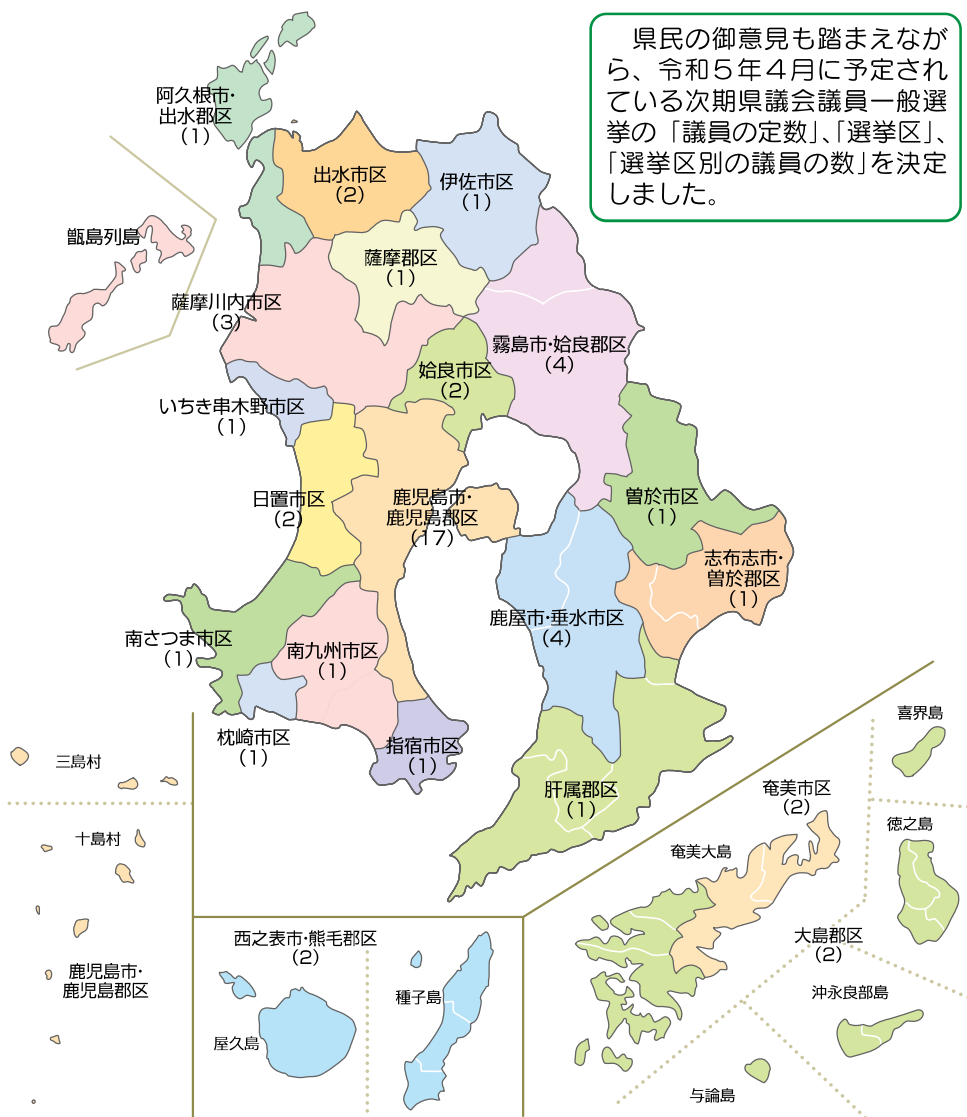 県民の御意見も踏まえなが
ら、令和５年４月に予定され
ている次期県議会議員一般選
挙の「議員の定数」、「選挙区」、
「選挙区別の議員の数」を決定
しました。
阿久根市・
出水郡区
(1)
出水市区
(2)
伊佐市区
(1)
甑島列島
薩摩郡区
(1)
薩摩川内市区
(3)
霧島市・姶良郡区
(4)
姶良市区
(2)
いちき串木野市区
(1)
日置市区
(2)
鹿児島市・
鹿児島郡区
(17)
曽於市区
(1)
志布志市・
曽於郡区
(1)
鹿屋市・垂水市区
(4)
南さつま市区
(1)
南九州市区
(1)
枕崎市区
(1)
指宿市区
(1)
肝属郡区
(1)
三島村
十島村
鹿児島市・
鹿児島郡区
西之表市・熊毛郡区
(2)
種子島
屋久島
喜界島
奄美市区
(2)
奄美大島
徳之島
大島郡区
(2)
沖永良部島
与論島